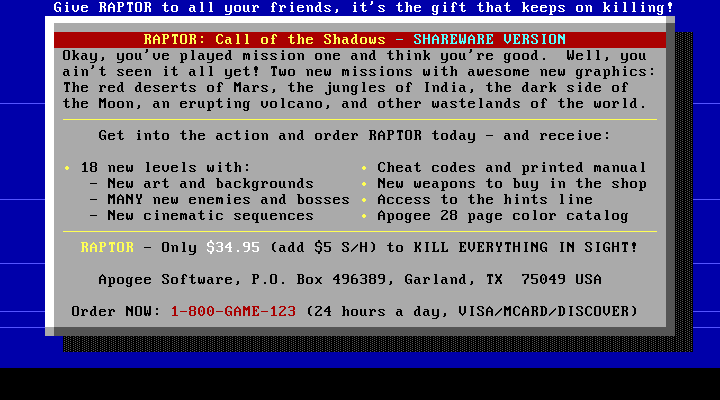 Give RAPTOR to all your friends, it's the gift that keeps on killing!
RAPTOR: Call of the Shadows - SHAREWARE VERSION
Okay, you've played mission one and think you're good.  Well, you
ain't seen it all yet! Two new missions with awesome new graphics:
The red deserts of Mars, the jungles of India, the dark side of
the Moon, an erupting volcano, and other wastelands of the world.
Get into the action and order RAPTOR today - and receive:
• 18 new levels with:
- New art and backgrounds
- MANY new enemies and bosses
- New cinematic sequences
• Cheat codes and printed manual
• New weapons to buy in the shop
• Access to the hints line
• Apogee 28 page color catalog
RAPTOR - Only $34.95 (add $5 S/H) to KILL EVERYTHING IN SIGHT!
Apogee Software, P.O. Box 496389, Garland, TX  75049 USA
Order NOW: 1-800-GAME-123 (24 hours a day, VISA/MCARD/DISCOVER)